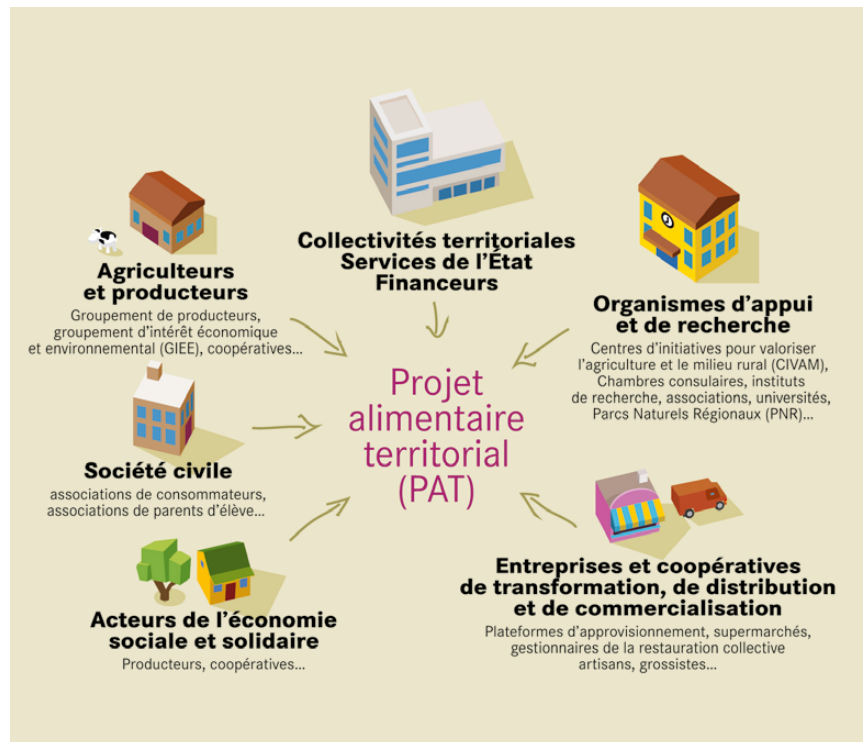 Collectivités territoriales
Services de l'État
Financeurs
Agriculteurs
et producteurs
Groupement de producteurs,
groupement d'intérêt économique
et environnemental (GIEE), coopératives...
Organismes d'appui
et de recherche
Centres d'initiatives pour valoriser
l'agriculture et le milieu rural (CIVAM),
Chambres consulaires, instituts
de recherche, associations, universités,
Parcs Naturels Régionaux (PNR)...
Projet
alimentaire
territorial
(PAT)
Société civile
associations de consommateurs,
associations de parents d'élève...
Acteurs de l'économie
sociale et solidaire
Producteurs, coopératives...
Entreprises et coopératives
de transformation, de distribution
et de commercialisation
Plateformes d'approvisionnement, supermarchés,
gestionnaires de la restauration collective
artisans, grossistes...